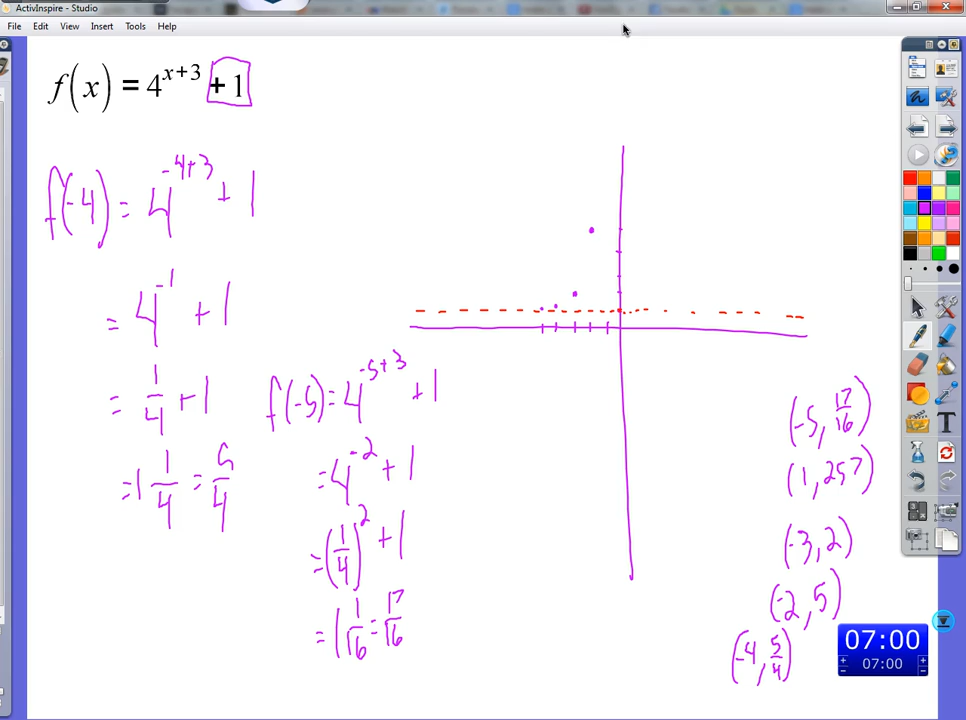 ActivInspire - Studio
File Edit View Insert Tools Help
f(x) = 4^{x+3} + 1
f(-4) = 4^{-4+3} + 1
= 4^{-1} + 1
= 1/4 + 1
= 1 1/4 = 5/4
f(-5) = 4^{-5+3} + 1
= 4^{-2} + 1
= (1/4)^2 + 1
= 1 1/16 = 17/16
(-5, 17/16)
(1, 257)
(-3, 2)
(-2, 5)
(-4, 5/4)
07:00
07:00